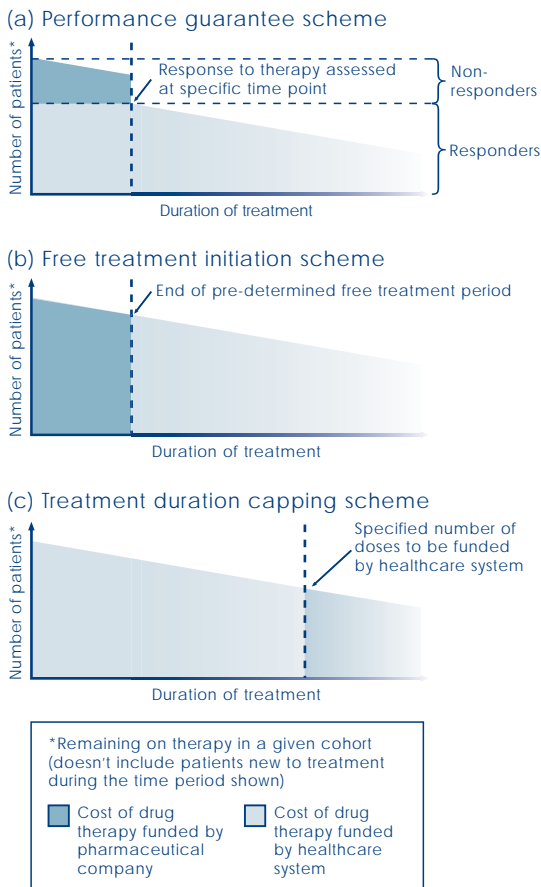 (a) Performance guarantee scheme
Number of patients*
Response to therapy assessed
at specific time point
Non-
responders
Responders
Duration of treatment
(b) Free treatment initiation scheme
Number of patients*
End of pre-determined free treatment period
Duration of treatment
(c) Treatment duration capping scheme
Number of patients*
Specified number of
doses to be funded
by healthcare system
Duration of treatment
*Remaining on therapy in a given cohort
(doesn't include patients new to treatment
during the time period shown)
Cost of drug
therapy funded by
pharmaceutical
company
Cost of drug
therapy funded
by healthcare
system